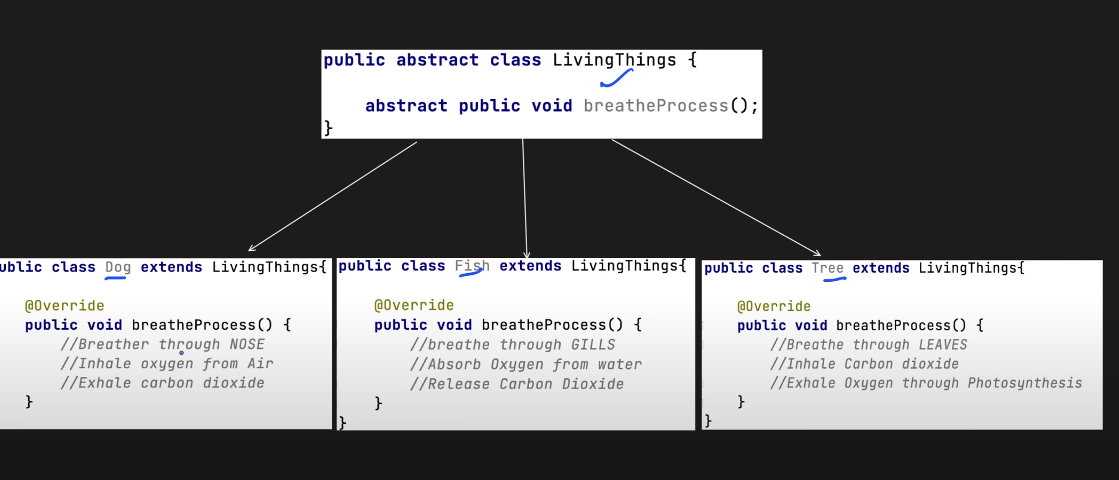 public abstract class LivingThings {
abstract public void breatheProcess();
}
ublic class Dog extends LivingThings{
@Override
public void breatheProcess() {
//Breather through NOSE
//Inhale oxygen from Air
//Exhale carbon dioxide
}
public class Fish extends LivingThings{
@Override
public void breatheProcess() {
//breathe through GILLS
//Absorb Oxygen from water
//Release Carbon Dioxide
}
}
public class Tree extends LivingThings{
@Override
public void breatheProcess() {
//Breathe through LEAVES
//Inhale Carbon dioxide
//Exhale Oxygen through Photosynthesis
}
}